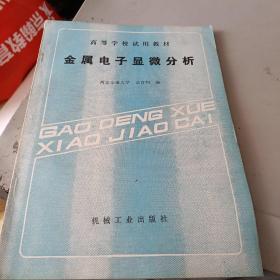 高等学校试用教材
金属电子显微分析
编
GAO DENG XUE
XIAO JIAO CAI
机械工业出版社